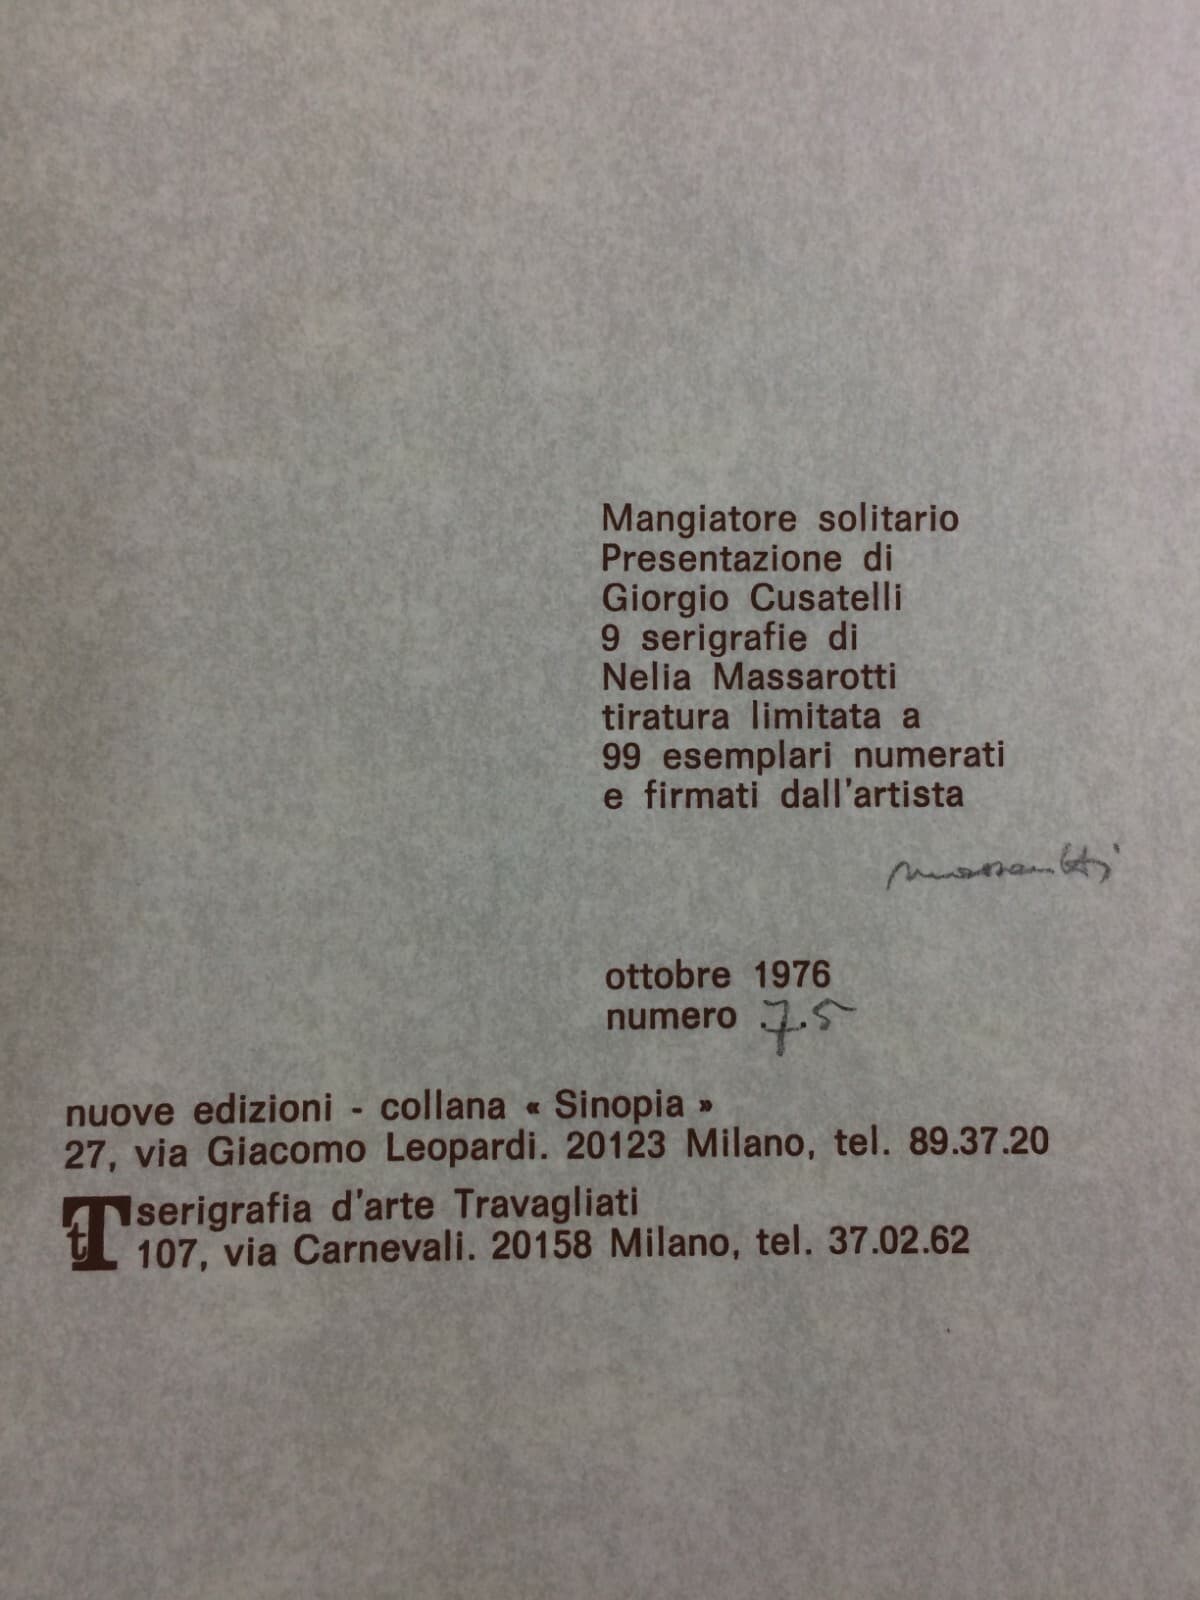 Mangiatore solitario
Presentazione di
Giorgio Cusatelli
9 serigrafie di
Nelia Massarotti
tiratura limitata a
99 esemplari numerati
e firmati dall'artista
Massarotti
ottobre 1976
numero 75
nuove edizioni - collana « Sinopia »
27, via Giacomo Leopardi. 20123 Milano, tel. 89.37.20
tT serigrafia d'arte Travagliati
107, via Carnevali. 20158 Milano, tel. 37.02.62